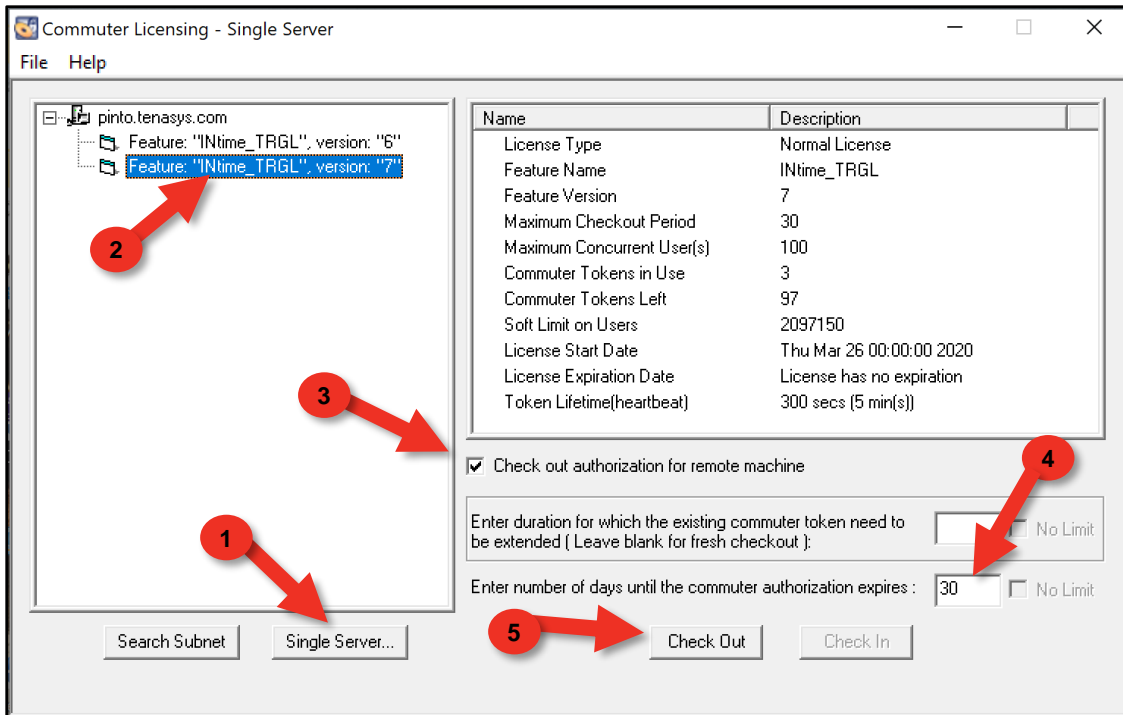 Commuter Licensing - Single Server
File Help
pinto.tenasys.com
Feature: "INtime_TRGL", version: "6"
Feature: "INtime_TRGL", version: "7"
2
Name Description
License Type Normal License
Feature Name INtime_TRGL
Feature Version 7
Maximum Checkout Period 30
Maximum Concurrent User(s) 100
Commuter Tokens in Use 3
Commuter Tokens Left 97
Soft Limit on Users 2097150
License Start Date Thu Mar 26 00:00:00 2020
License Expiration Date License has no expiration
Token Lifetime(heartbeat) 300 secs (5 min(s))
3
Check out authorization for remote machine
4
Enter duration for which the existing commuter token need to
be extended ( Leave blank for fresh checkout ): No Limit
1
Enter number of days until the commuter authorization expires : 30 No Limit
Search Subnet Single Server... 5 Check Out Check In